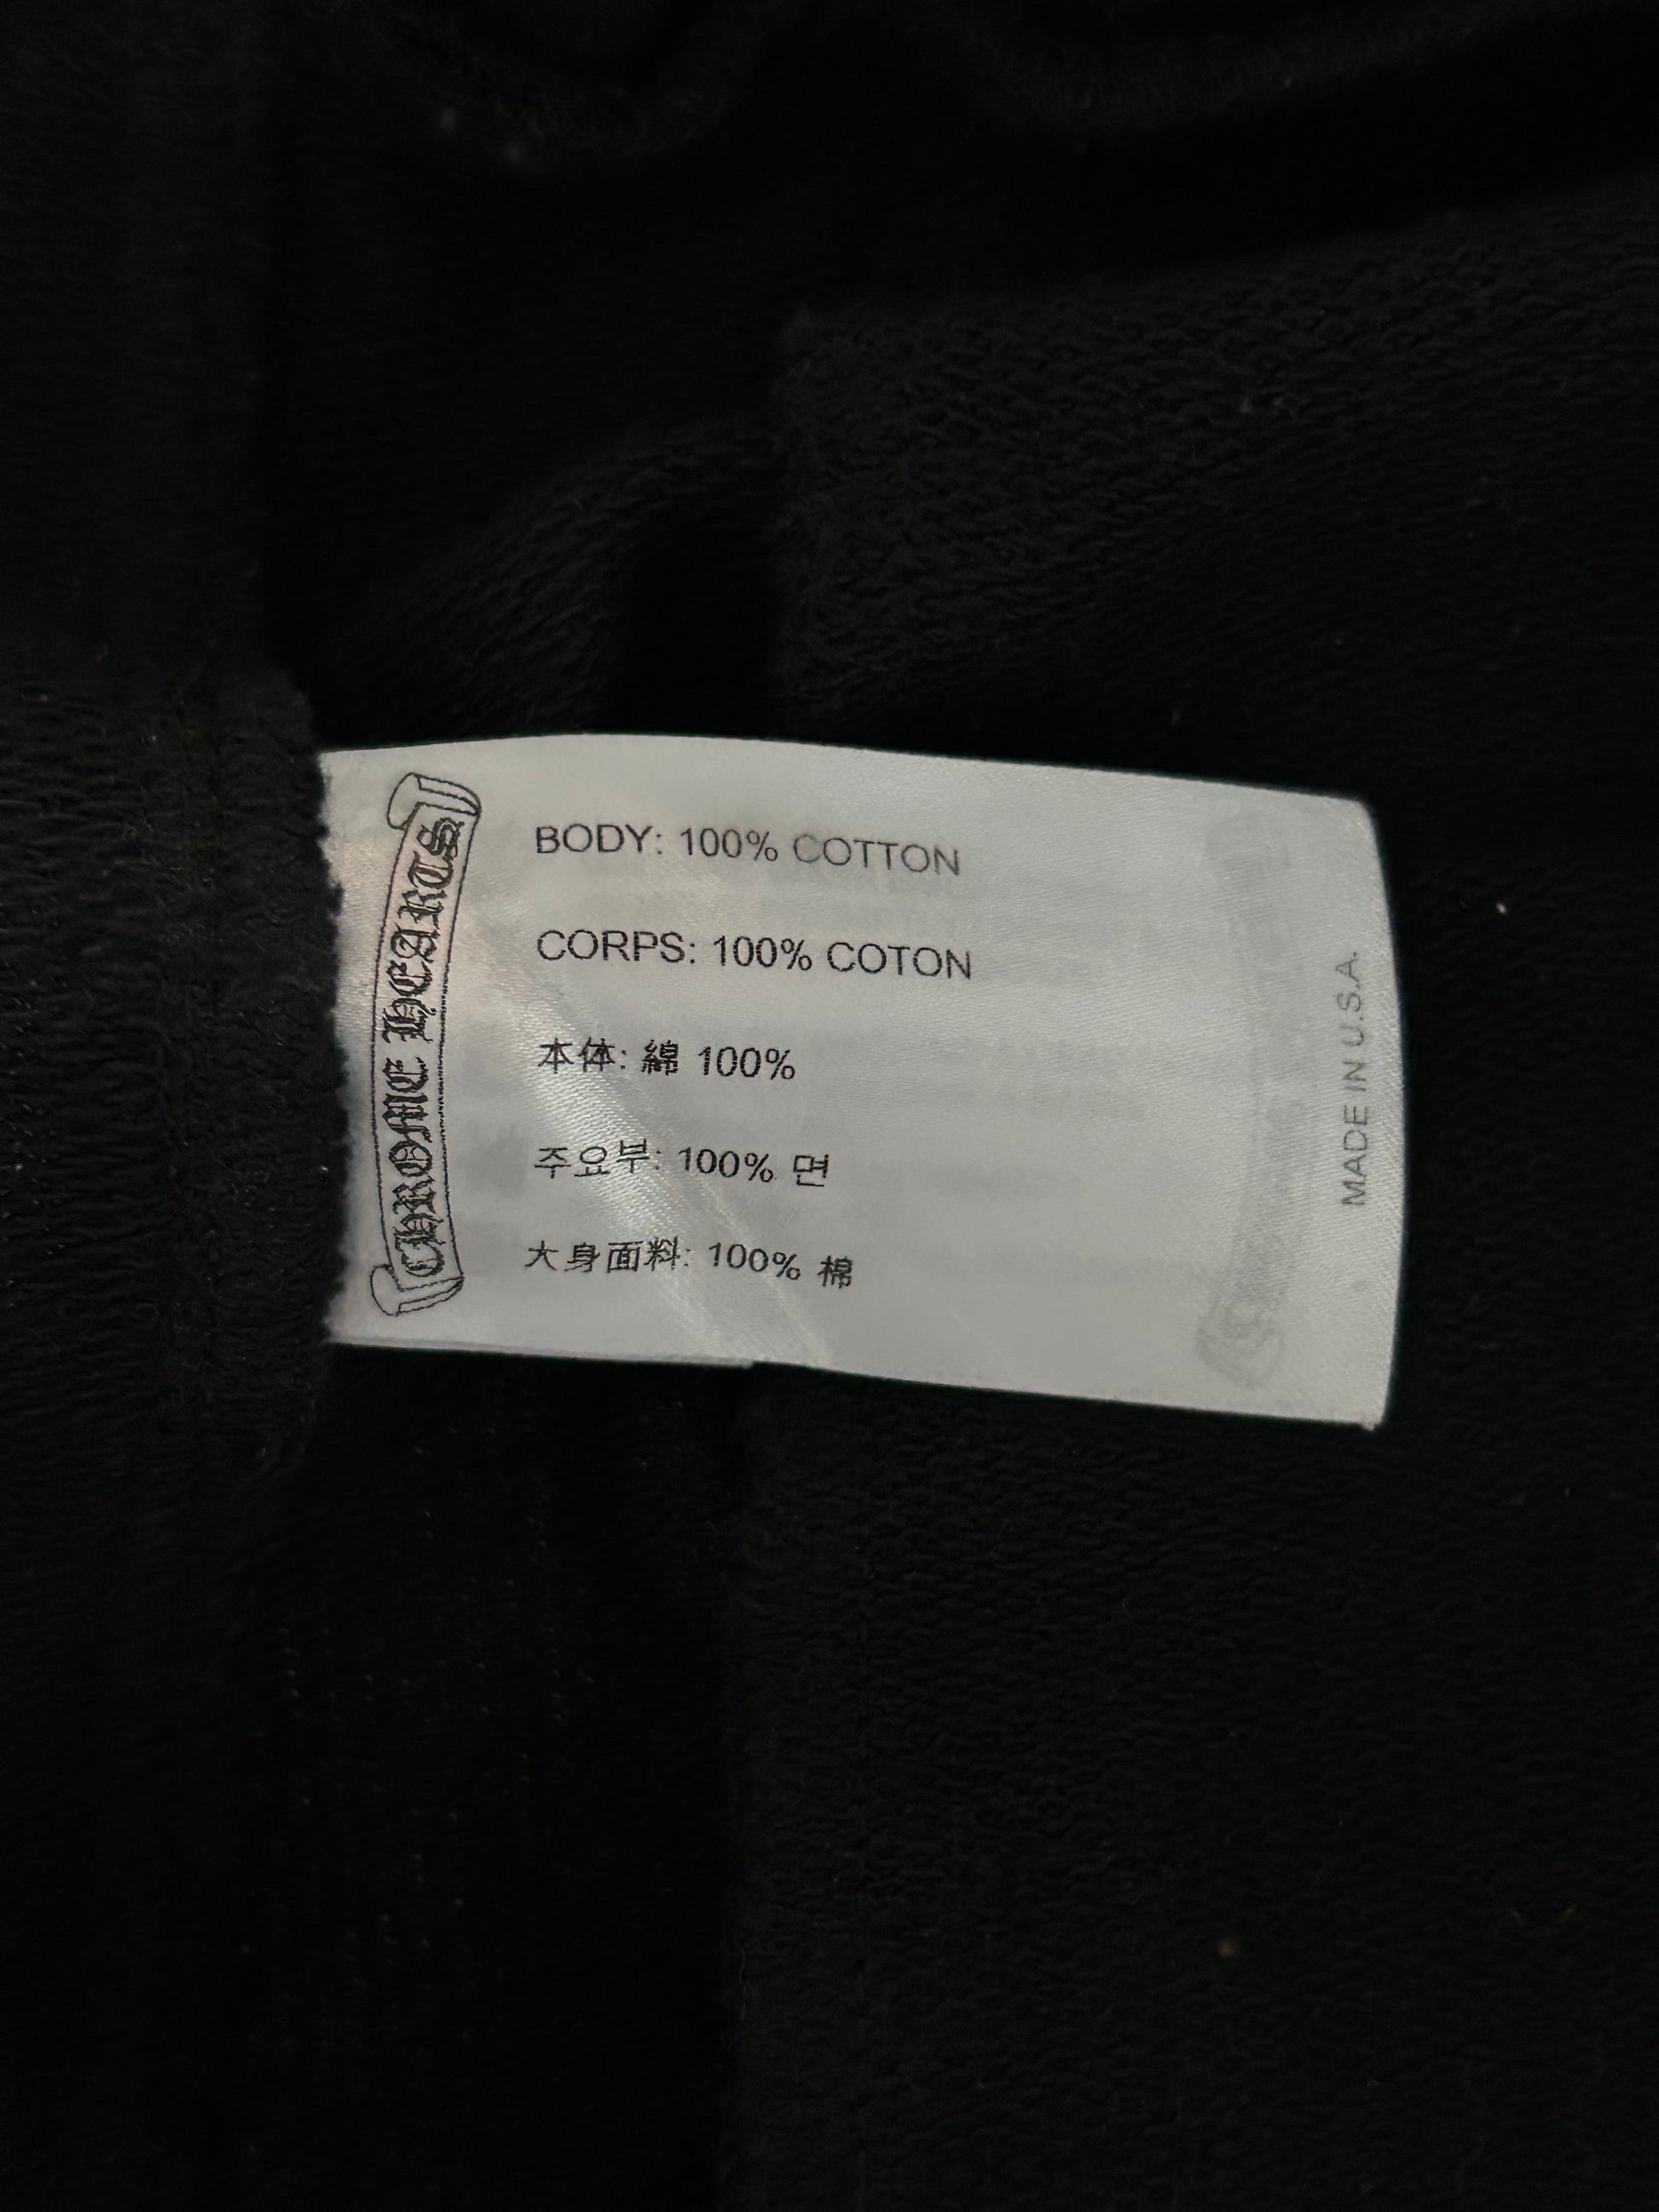 CHROME HEARTS
BODY: 100% COTTON
CORPS: 100% COTON
本体: 綿 100%
주요부: 100% 면
大身面料: 100% 棉
MADE IN U.S.A.